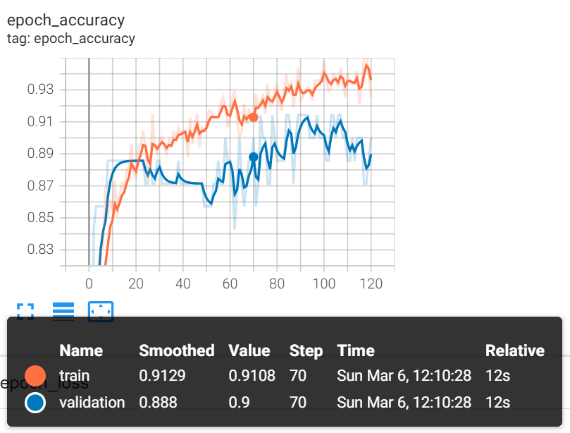 epoch_accuracy
tag: epoch_accuracy
0.93
0.91
0.89
0.87
0.85
0.83
0 20 40 60 80 100 120
Name Smoothed Value Step Time Relative
epoch_loss
train 0.9129 0.9108 70 Sun Mar 6, 12:10:28 12s
validation 0.888 0.9 70 Sun Mar 6, 12:10:28 12s